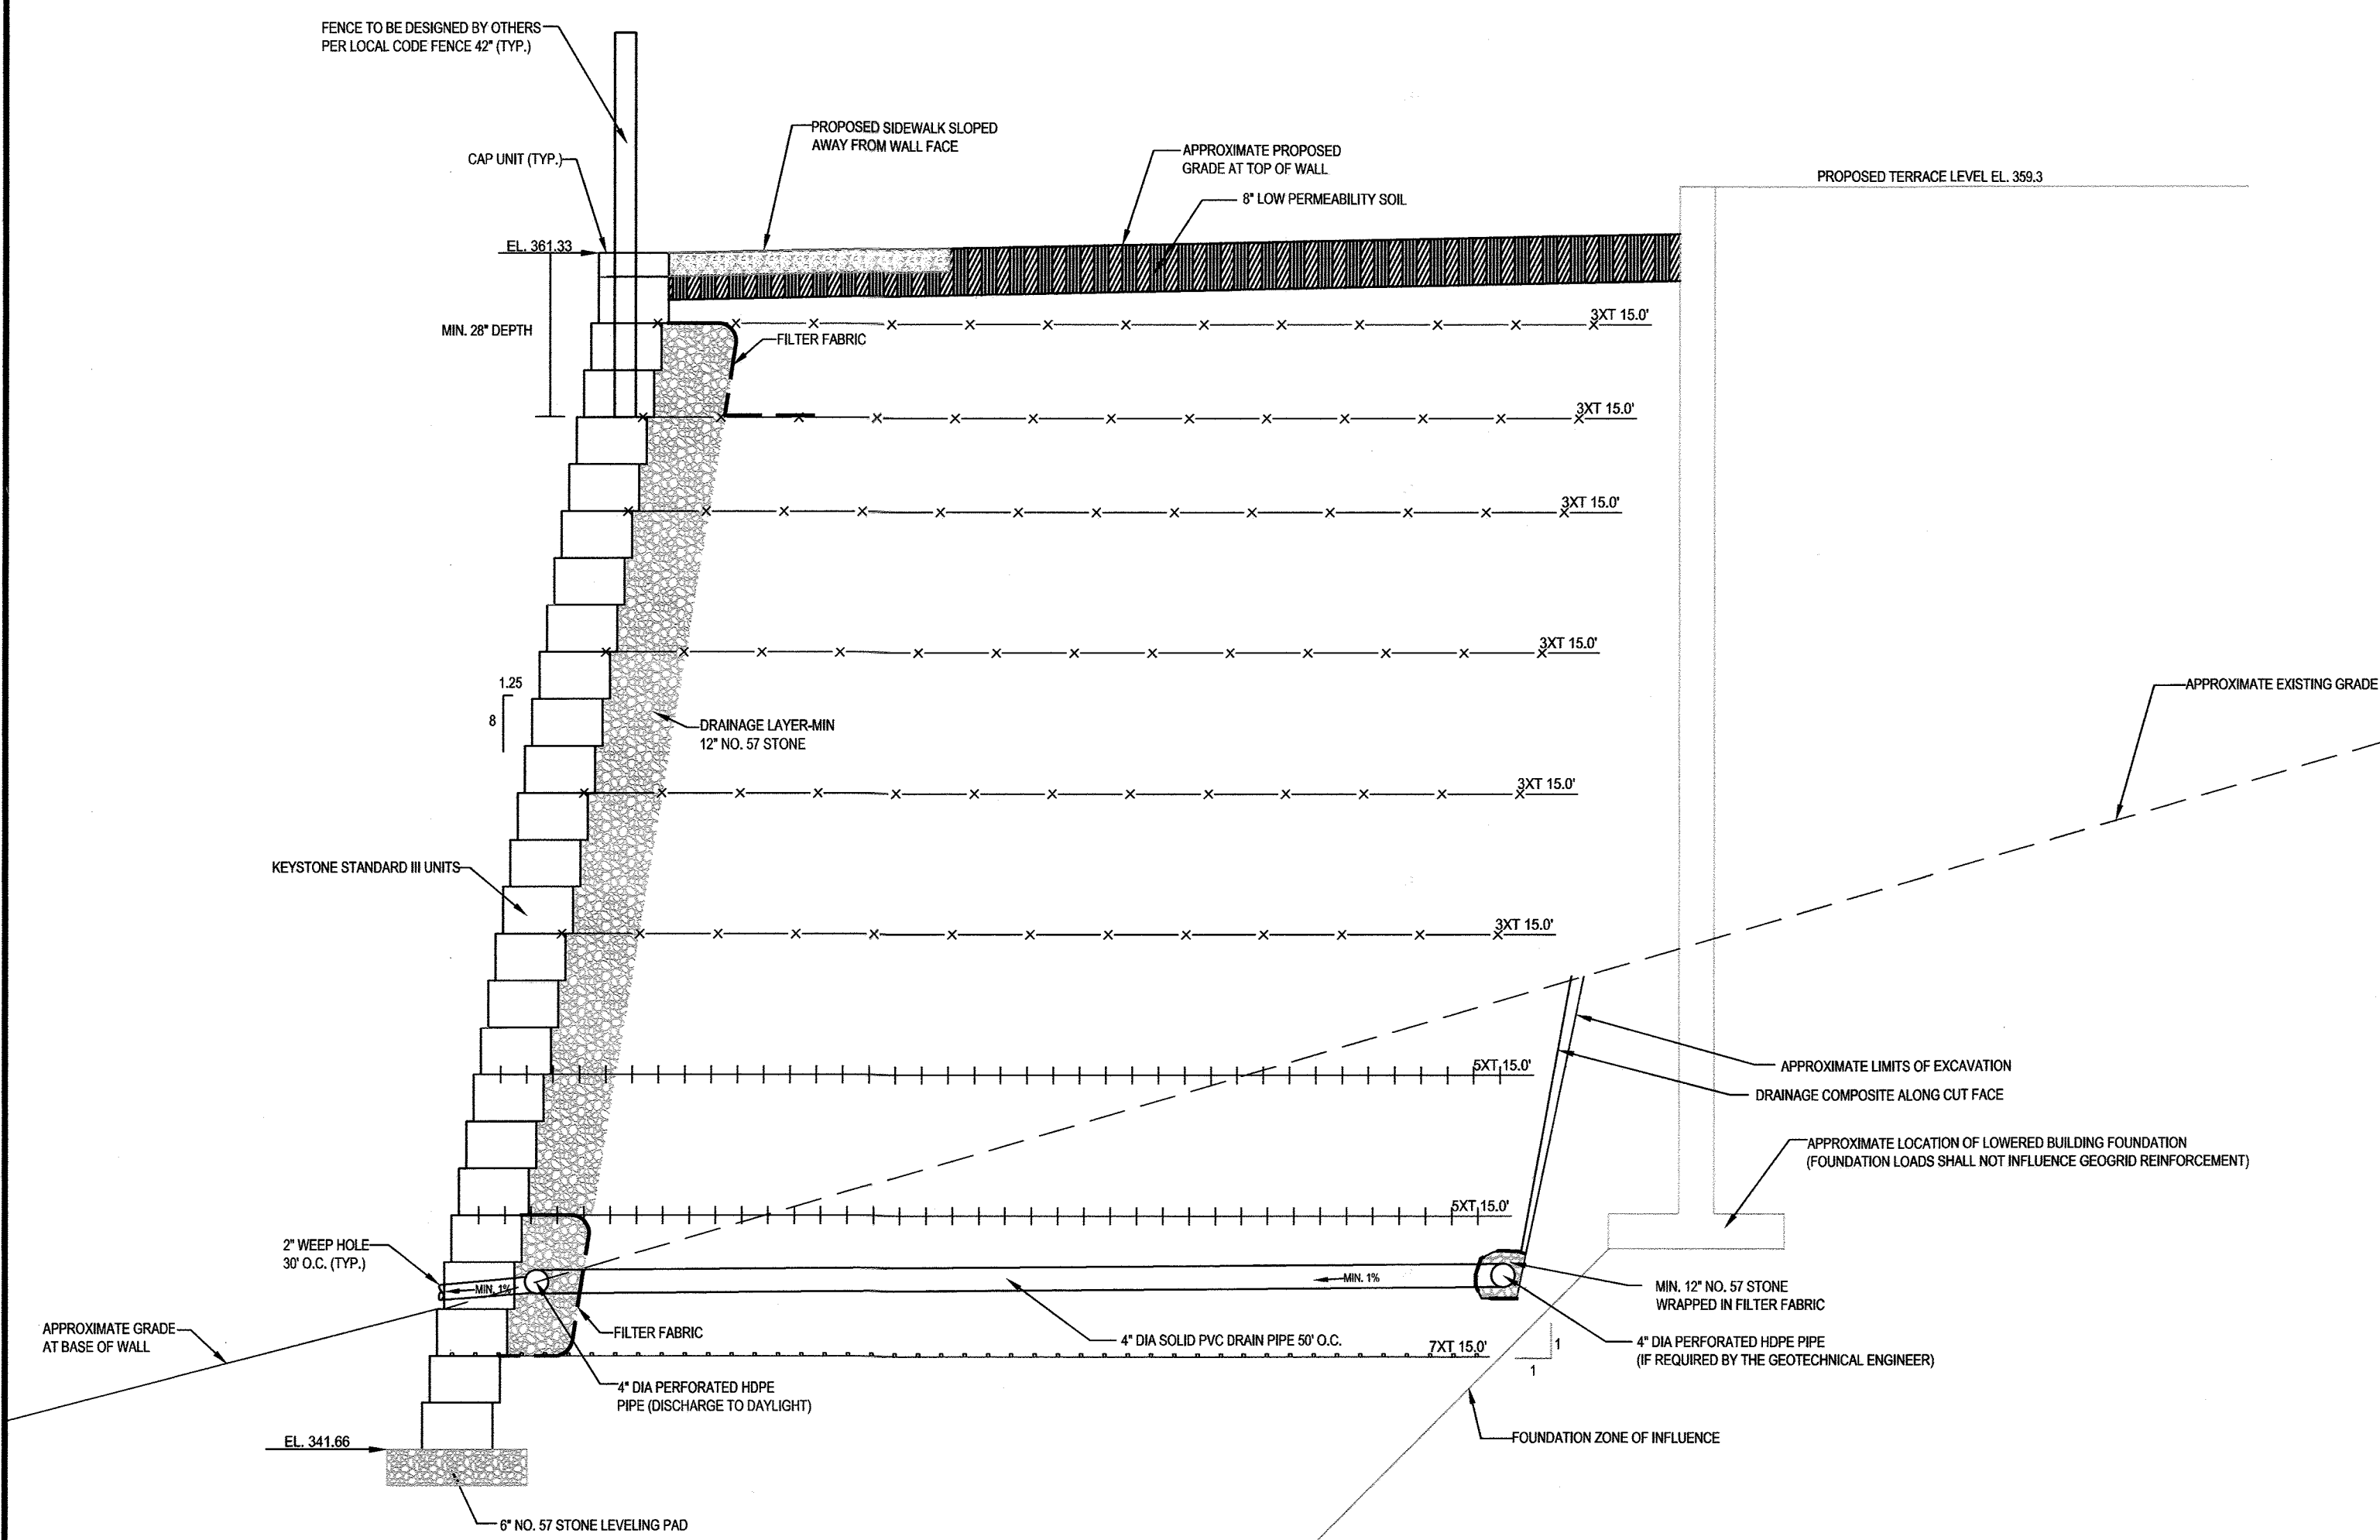 FENCE TO BE DESIGNED BY OTHERS
PER LOCAL CODE FENCE 42" (TYP.)
PROPOSED SIDEWALK SLOPED
AWAY FROM WALL FACE
CAP UNIT (TYP.)
APPROXIMATE PROPOSED
GRADE AT TOP OF WALL
8" LOW PERMEABILITY SOIL
PROPOSED TERRACE LEVEL EL. 359.3
EL. 361.33
MIN. 28" DEPTH
FILTER FABRIC
3XT 15.0'
3XT 15.0'
3XT 15.0'
3XT 15.0'
1.25
8
DRAINAGE LAYER-MIN
12" NO. 57 STONE
APPROXIMATE EXISTING GRADE
3XT 15.0'
KEYSTONE STANDARD III UNITS
3XT 15.0'
5XT 15.0'
APPROXIMATE LIMITS OF EXCAVATION
DRAINAGE COMPOSITE ALONG CUT FACE
APPROXIMATE LOCATION OF LOWERED BUILDING FOUNDATION
(FOUNDATION LOADS SHALL NOT INFLUENCE GEOGRID REINFORCEMENT)
5XT 15.0'
2" WEEP HOLE
30' O.C. (TYP.)
MIN. 1%
MIN. 1%
MIN. 12" NO. 57 STONE
WRAPPED IN FILTER FABRIC
APPROXIMATE GRADE
AT BASE OF WALL
FILTER FABRIC
4" DIA SOLID PVC DRAIN PIPE 50' O.C.
7XT 15.0'
1
1
4" DIA PERFORATED HDPE PIPE
(IF REQUIRED BY THE GEOTECHNICAL ENGINEER)
4" DIA PERFORATED HDPE
PIPE (DISCHARGE TO DAYLIGHT)
EL. 341.66
FOUNDATION ZONE OF INFLUENCE
6" NO. 57 STONE LEVELING PAD